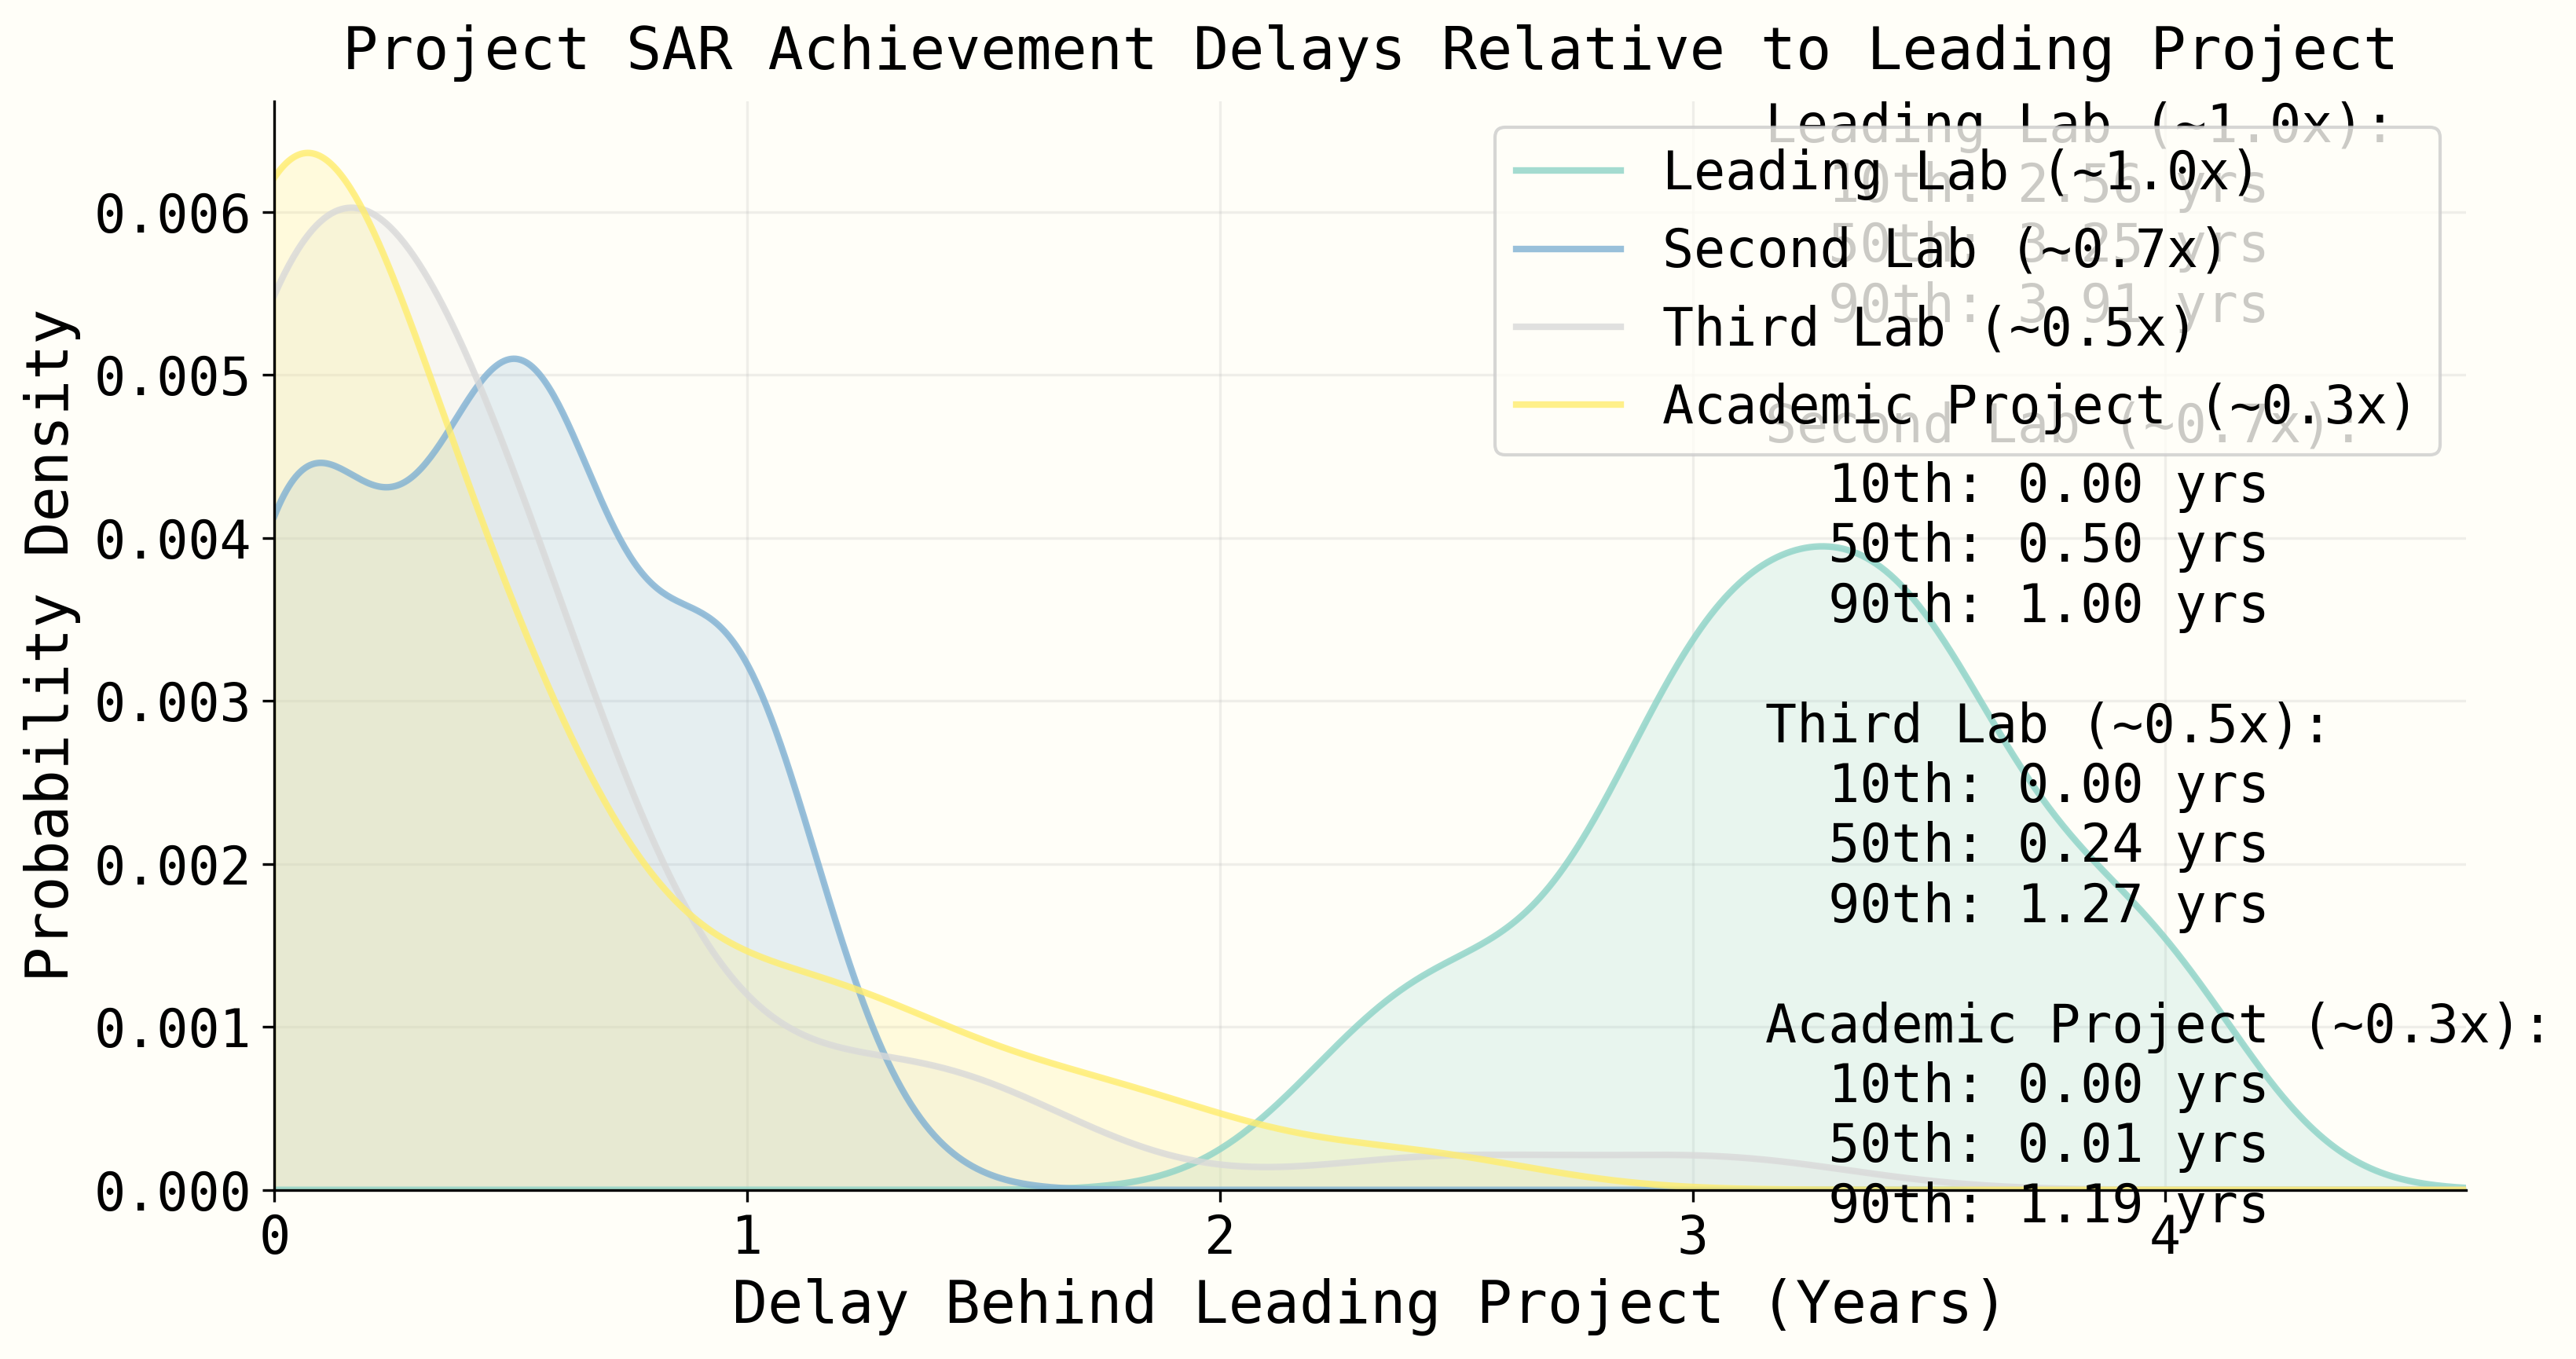 Project SAR Achievement Delays Relative to Leading Project
Probability Density
0.006
0.005
0.004
0.003
0.002
0.001
0.000
0
1
2
3
4
Delay Behind Leading Project (Years)
Leading Lab (~1.0x)
Second Lab (~0.7x)
Third Lab (~0.5x)
Academic Project (~0.3x)
Leading Lab (~1.0x):
10th: 2.56 yrs
50th: 3.25 yrs
90th: 3.91 yrs
Second Lab (~0.7x):
10th: 0.00 yrs
50th: 0.50 yrs
90th: 1.00 yrs
Third Lab (~0.5x):
10th: 0.00 yrs
50th: 0.24 yrs
90th: 1.27 yrs
Academic Project (~0.3x):
10th: 0.00 yrs
50th: 0.01 yrs
90th: 1.19 yrs